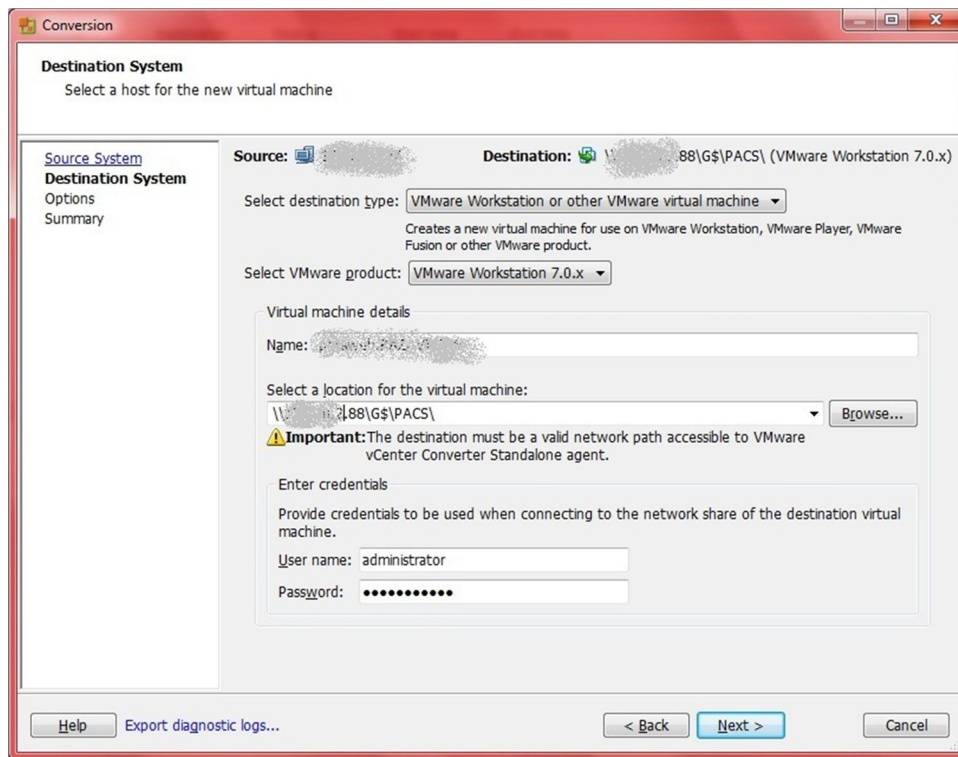 Conversion
Destination System
Select a host for the new virtual machine
Source System
Destination System
Options
Summary
Source:
Destination: \\ .88\G$\PACS\ (VMware Workstation 7.0.x)
Select destination type: VMware Workstation or other VMware virtual machine
Creates a new virtual machine for use on VMware Workstation, VMware Player, VMware
Fusion or other VMware product.
Select VMware product: VMware Workstation 7.0.x
Virtual machine details
Name:
Select a location for the virtual machine:
\\ .88\G$\PACS\
Browse...
Important: The destination must be a valid network path accessible to VMware
vCenter Converter Standalone agent.
Enter credentials
Provide credentials to be used when connecting to the network share of the destination virtual
machine.
User name: administrator
Password: •••••••••••
Help
Export diagnostic logs...
< Back
Next >
Cancel